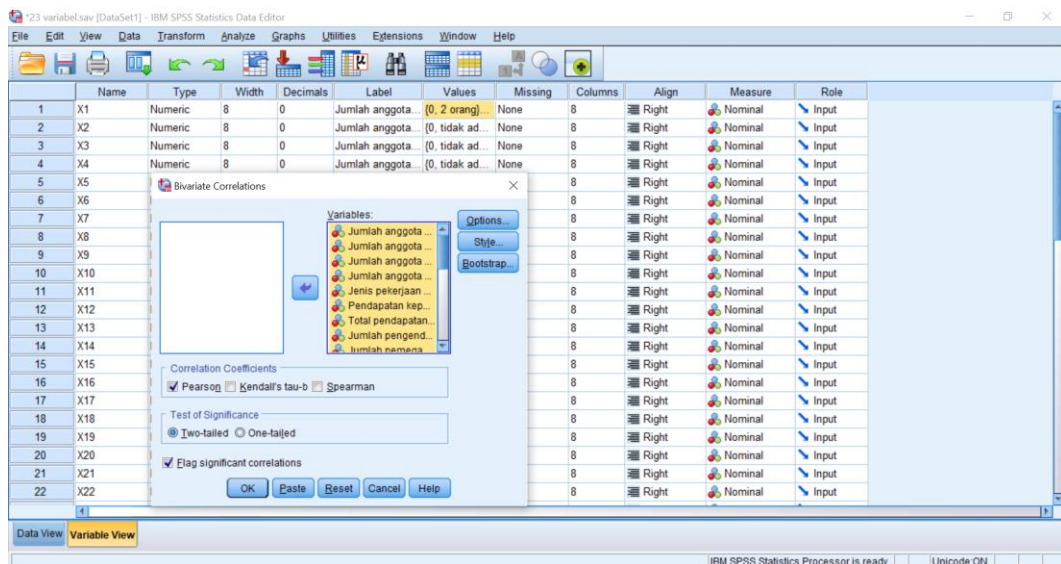 *23 variabel.sav [DataSet1] - IBM SPSS Statistics Data Editor
File Edit View Data Transform Analyze Graphs Utilities Extensions Window Help
Name Type Width Decimals Label Values Missing Columns Align Measure Role
1 X1 Numeric 8 0 Jumlah anggota... {0, 2 orang}... None 8 Right Nominal Input
2 X2 Numeric 8 0 Jumlah anggota... {0, tidak ad... None 8 Right Nominal Input
3 X3 Numeric 8 0 Jumlah anggota... {0, tidak ad... None 8 Right Nominal Input
4 X4 Numeric 8 0 Jumlah anggota... {0, tidak ad... None 8 Right Nominal Input
5 X5 8 Right Nominal Input
6 X6 8 Right Nominal Input
7 X7 8 Right Nominal Input
8 X8 8 Right Nominal Input
9 X9 8 Right Nominal Input
10 X10 8 Right Nominal Input
11 X11 8 Right Nominal Input
12 X12 8 Right Nominal Input
13 X13 8 Right Nominal Input
14 X14 8 Right Nominal Input
15 X15 8 Right Nominal Input
16 X16 8 Right Nominal Input
17 X17 8 Right Nominal Input
18 X18 8 Right Nominal Input
19 X19 8 Right Nominal Input
20 X20 8 Right Nominal Input
21 X21 8 Right Nominal Input
22 X22 8 Right Nominal Input
Bivariate Correlations
Variables:
Jumlah anggota ...
Jumlah anggota ...
Jumlah anggota ...
Jumlah anggota ...
Jenis pekerjaan ...
Pendapatan kep...
Total pendapatan...
Jumlah pengend...
Jumlah pemega...
Options...
Style...
Bootstrap...
Correlation Coefficients
Pearson Kendall's tau-b Spearman
Test of Significance
Two-tailed One-tailed
Flag significant correlations
OK Paste Reset Cancel Help
Data View Variable View
IBM SPSS Statistics Processor is ready Unicode:ON